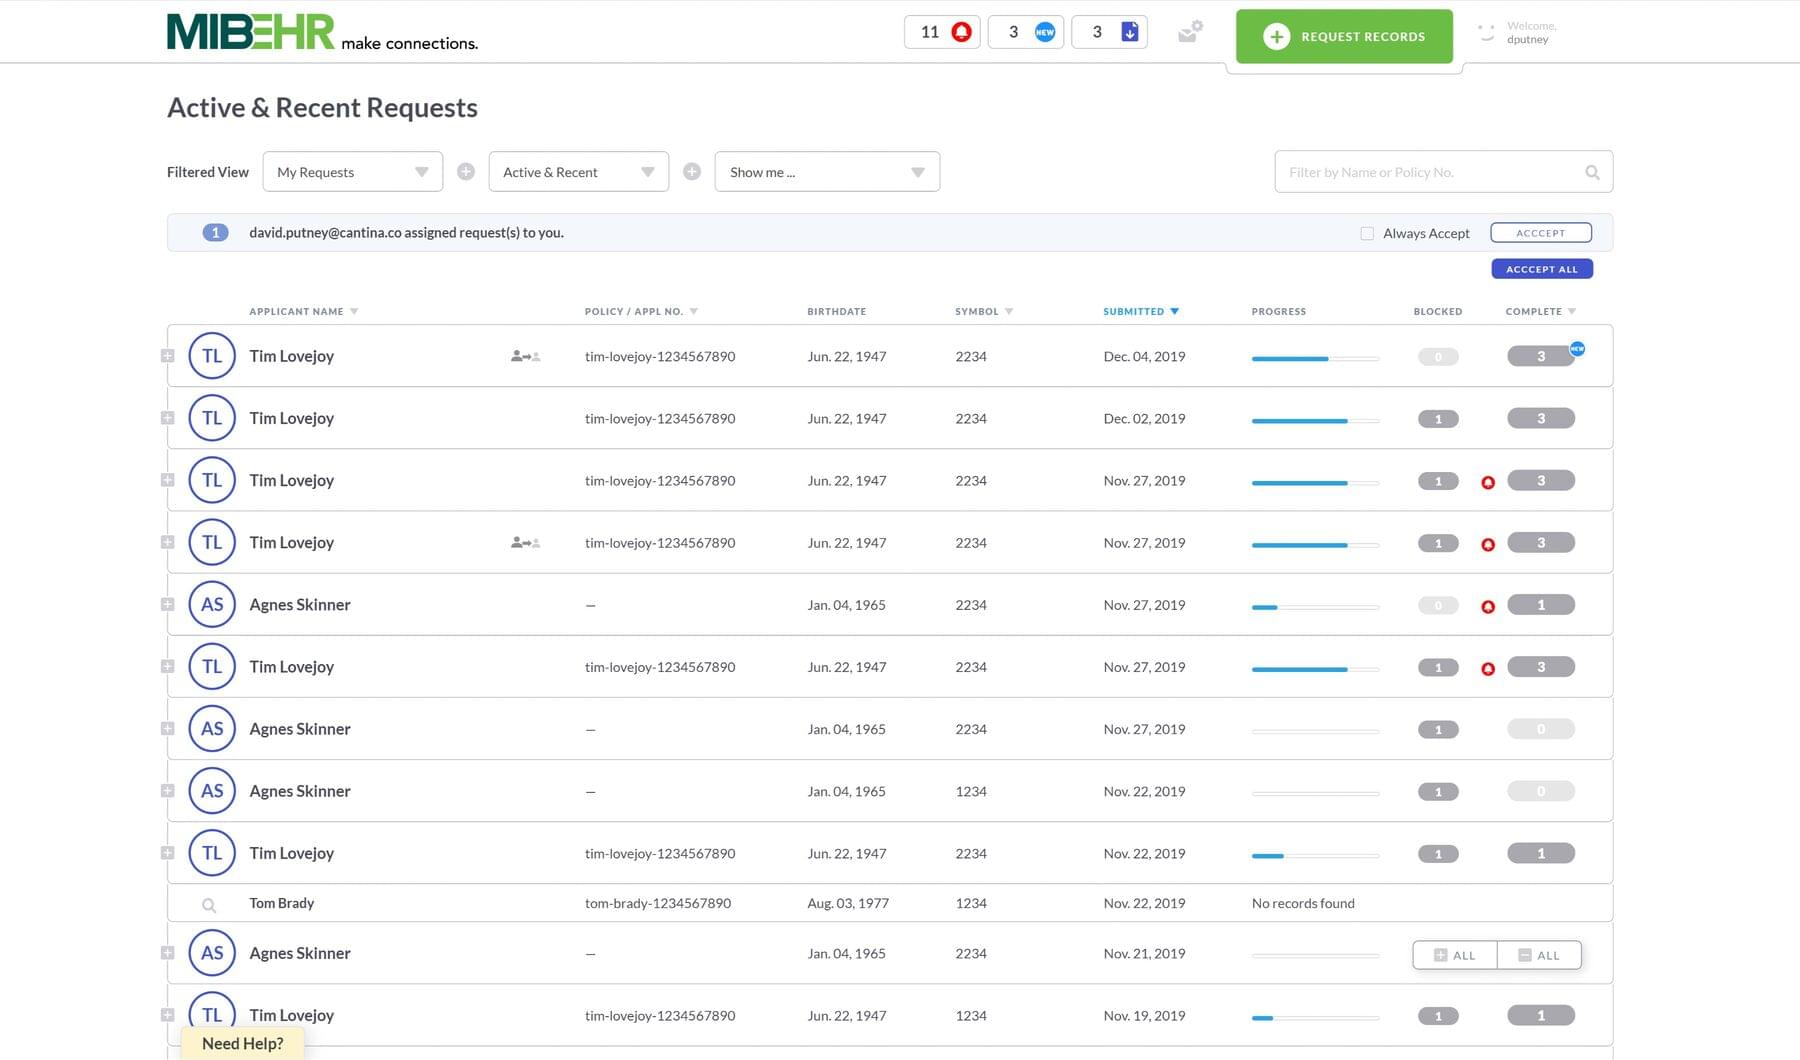 MIBEHR make connections.
11 3 NEW 3 REQUEST RECORDS Welcome,
dputney
Active & Recent Requests
Filtered View My Requests Active & Recent Show me ... Filter by Name or Policy No.
1 david.putney@cantina.co assigned request(s) to you. Always Accept ACCCEPT
ACCCEPT ALL
APPLICANT NAME POLICY / APPL NO. BIRTHDATE SYMBOL SUBMITTED PROGRESS BLOCKED COMPLETE
TL Tim Lovejoy tim-lovejoy-1234567890 Jun. 22, 1947 2234 Dec. 04, 2019 0 3 NEW
TL Tim Lovejoy tim-lovejoy-1234567890 Jun. 22, 1947 2234 Dec. 02, 2019 1 3
TL Tim Lovejoy tim-lovejoy-1234567890 Jun. 22, 1947 2234 Nov. 27, 2019 1 3
TL Tim Lovejoy tim-lovejoy-1234567890 Jun. 22, 1947 2234 Nov. 27, 2019 1 3
AS Agnes Skinner — Jan. 04, 1965 2234 Nov. 27, 2019 0 1
TL Tim Lovejoy tim-lovejoy-1234567890 Jun. 22, 1947 2234 Nov. 27, 2019 1 3
AS Agnes Skinner — Jan. 04, 1965 2234 Nov. 27, 2019 1 0
AS Agnes Skinner — Jan. 04, 1965 1234 Nov. 22, 2019 1 0
TL Tim Lovejoy tim-lovejoy-1234567890 Jun. 22, 1947 2234 Nov. 22, 2019 1 1
Tom Brady tom-brady-1234567890 Aug. 03, 1977 1234 Nov. 22, 2019 No records found
AS Agnes Skinner — Jan. 04, 1965 2234 Nov. 21, 2019 ALL ALL
TL Tim Lovejoy tim-lovejoy-1234567890 Jun. 22, 1947 1234 Nov. 19, 2019 1 1
Need Help?